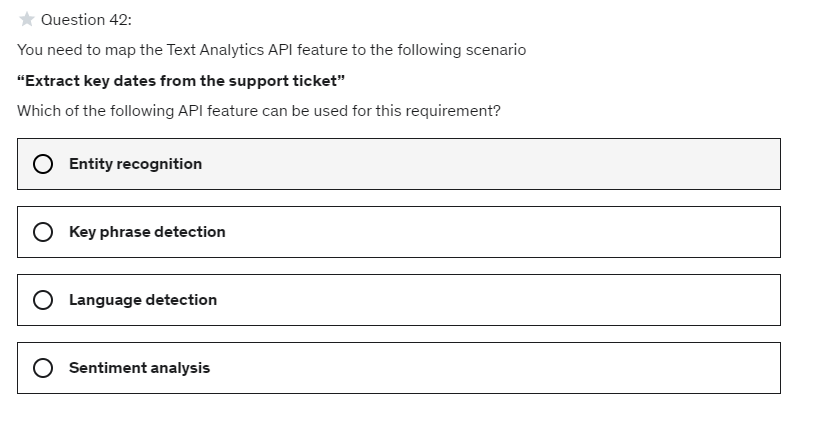 Question 42:
You need to map the Text Analytics API feature to the following scenario
“Extract key dates from the support ticket”
Which of the following API feature can be used for this requirement?
Entity recognition
Key phrase detection
Language detection
Sentiment analysis